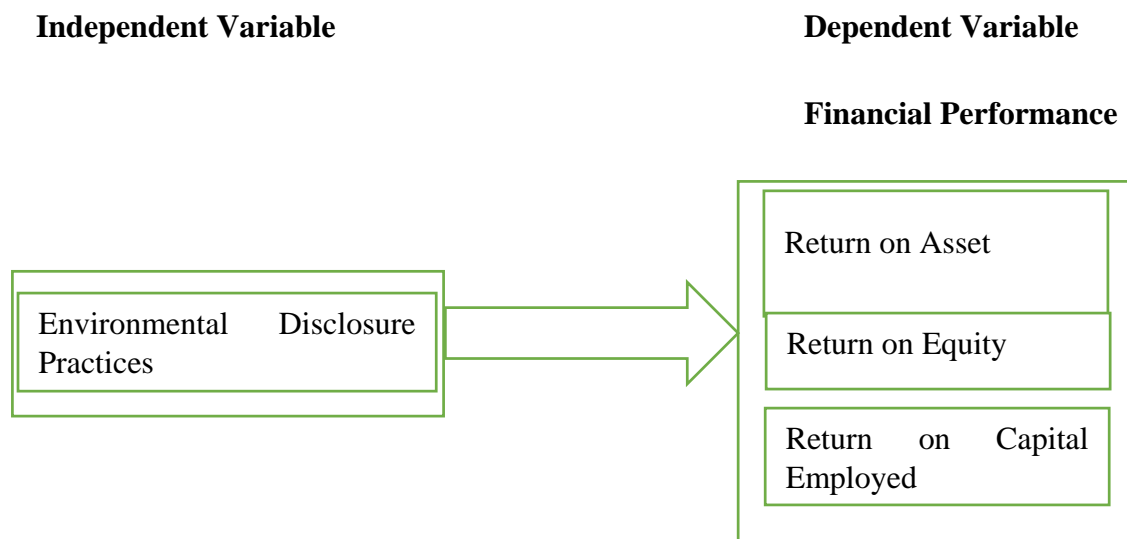 Independent Variable
Dependent Variable
Financial Performance
Return on Asset
Environmental Disclosure
Practices
Return on Equity
Return on Capital
Employed